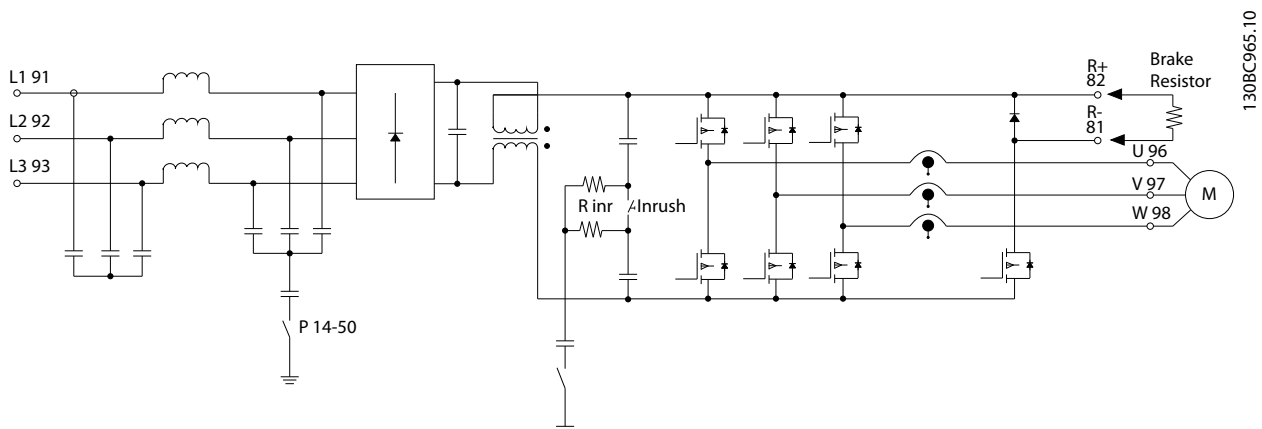 L1 91
L2 92
L3 93
P 14-50
R inr
Inrush
R+
82
R-
81
Brake
Resistor
U 96
V 97
W 98
M
130BC965.10